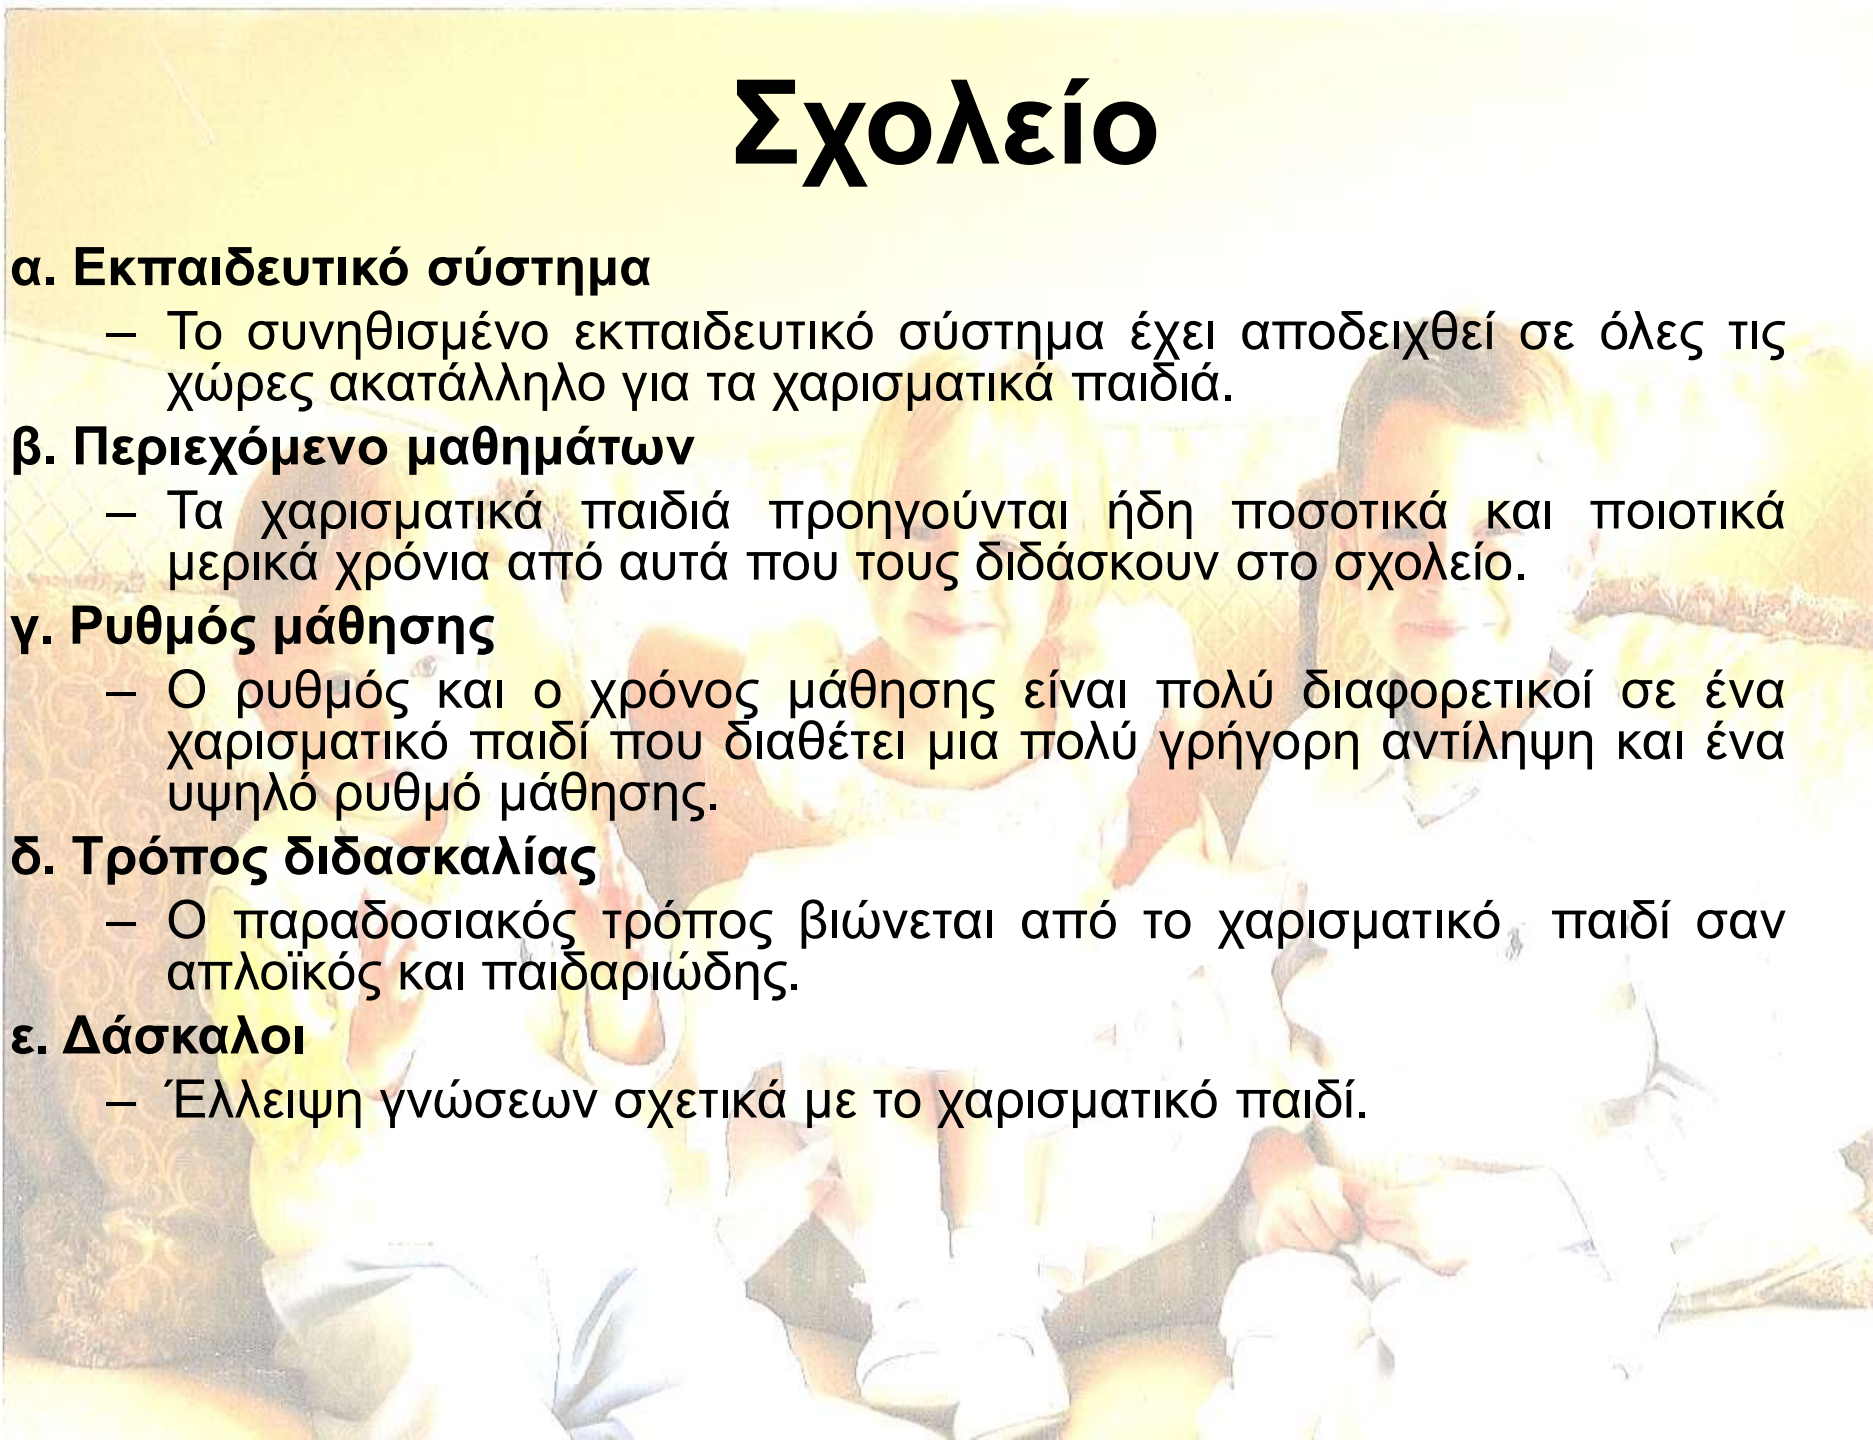 Σχολείο
α. Εκπαιδευτικό σύστημα
– Το συνηθισμένο εκπαιδευτικό σύστημα έχει αποδειχθεί σε όλες τις
χώρες ακατάλληλο για τα χαρισματικά παιδιά.
β. Περιεχόμενο μαθημάτων
– Τα χαρισματικά παιδιά προηγούνται ήδη ποσοτικά και ποιοτικά
μερικά χρόνια από αυτά που τους διδάσκουν στο σχολείο.
γ. Ρυθμός μάθησης
– Ο ρυθμός και ο χρόνος μάθησης είναι πολύ διαφορετικοί σε ένα
χαρισματικό παιδί που διαθέτει μια πολύ γρήγορη αντίληψη και ένα
υψηλό ρυθμό μάθησης.
δ. Τρόπος διδασκαλίας
– Ο παραδοσιακός τρόπος βιώνεται από το χαρισματικό παιδί σαν
απλοϊκός και παιδαριώδης.
ε. Δάσκαλοι
– Έλλειψη γνώσεων σχετικά με το χαρισματικό παιδί.